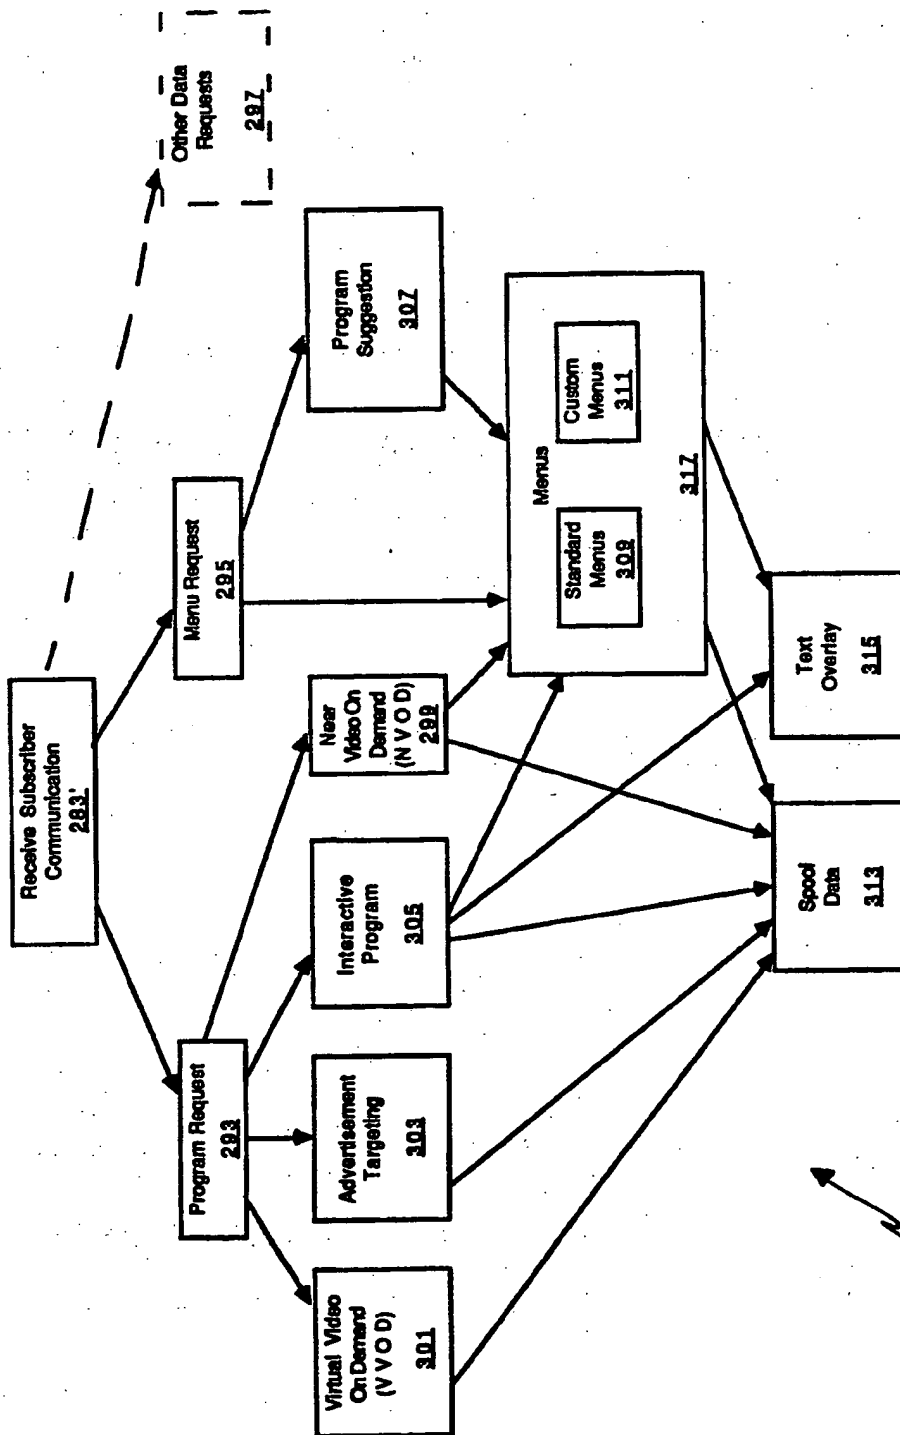 Receive Subscriber
Communication
283'
Other Data
Requests
297
Program Request
293
Menu Request
295
Virtual Video
On Demand
(V V O D)
301
Advertisement
Targeting
303
Interactive
Program
305
Near
Video On
Demand
(N V O D)
299
Program
Suggestion
307
Menus
Standard
Menus
309
Custom
Menus
311
317
Spool
Data
313
Text
Overlay
315